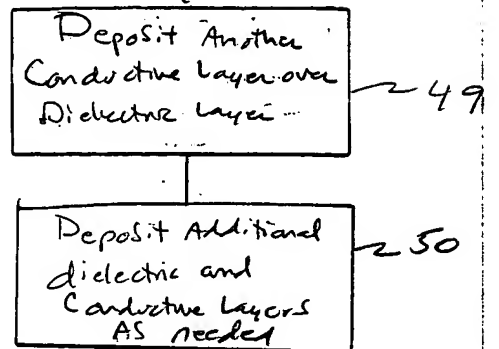 Deposit Another
Conductive Layer over
Dielectric Layer
49
Deposit Additional
dielectric and
Conductive Layers
AS needed
50